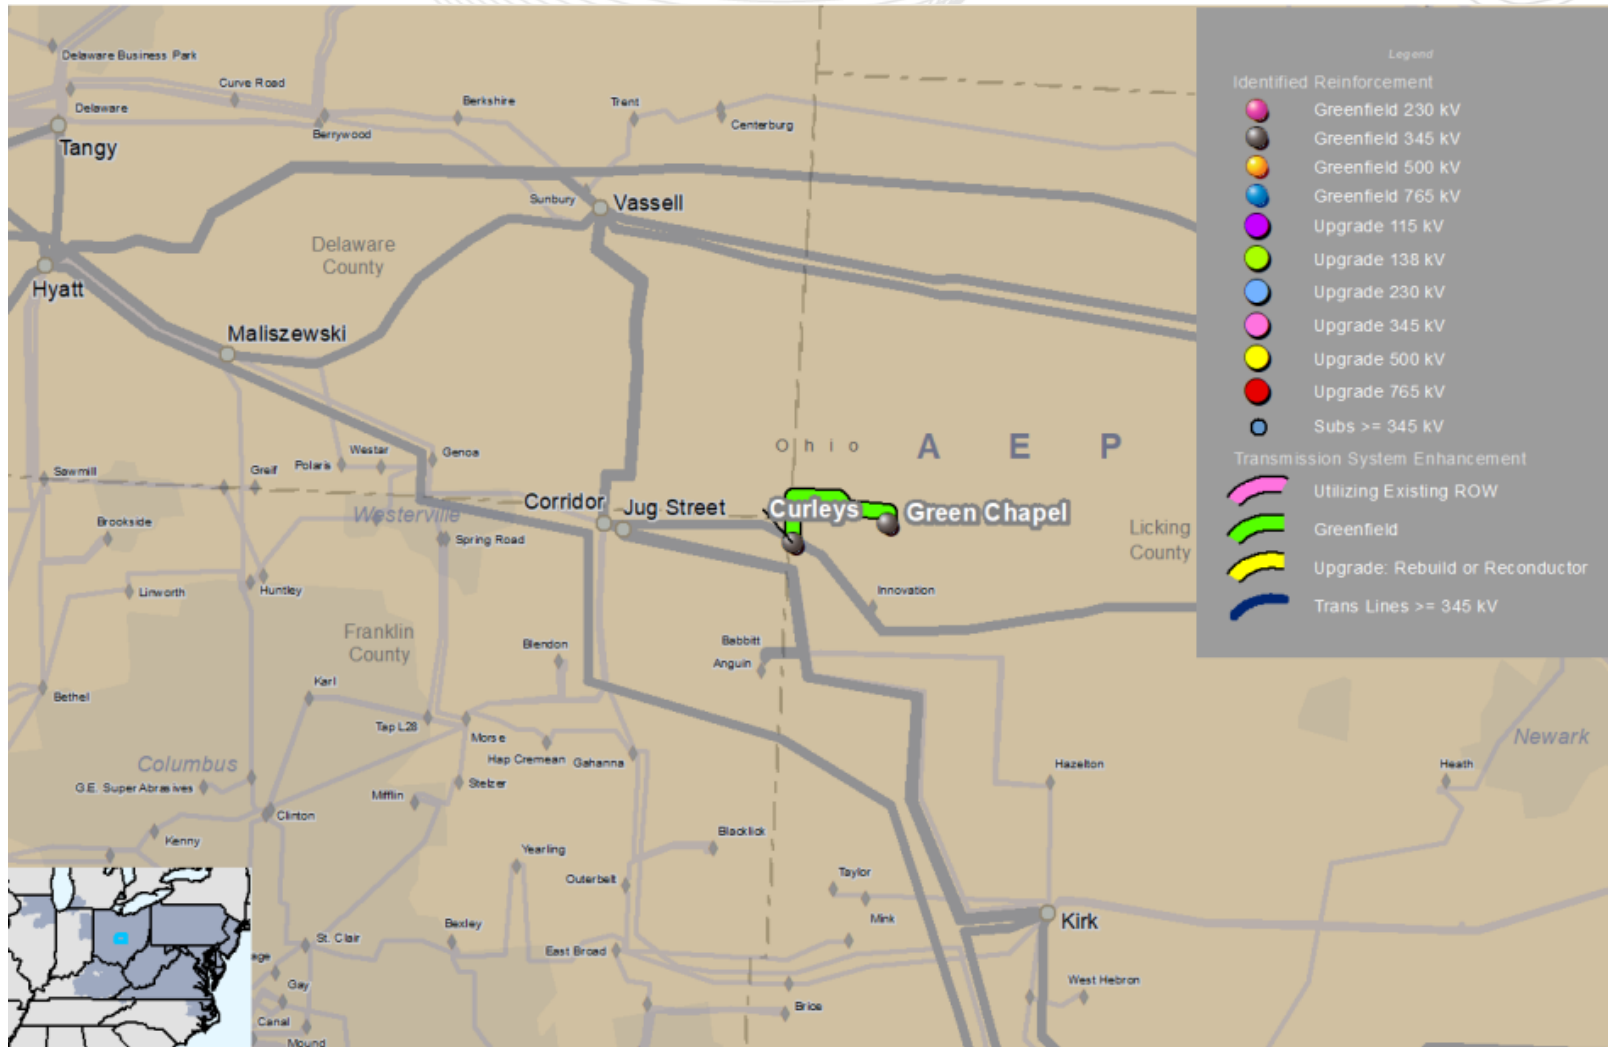 Delaware Business Park
Curve Road
Delaware
Berrywood
Berkshire
Trent
Centerburg
Tangy
Sunbury
Vassell
Delaware
County
Hyatt
Maliszewski
Ohio
A E P
Sawmill
Greif
Polaris
Wester
Genoa
Corridor
Jug Street
Curleys
Green Chapel
Westerville
Brookside
Spring Road
Licking
County
Linworth
Huntley
Innovation
Franklin
County
Blendon
Babbitt
Anguin
Bethel
Karl
Tap L28
Morse
Hap Cremean
Gahanna
Newark
Columbus
G.E. Super Abrasives
Mifflin
Stelzer
Hazelton
Heath
Clinton
Kenny
Blacklick
Yearling
Outerbelt
Taylor
Mink
Kirk
St. Clair
Bexley
East Broad
age
Gay
West Hebron
Brice
Canal
Mound
Legend
Identified Reinforcement
Greenfield 230 kV
Greenfield 345 kV
Greenfield 500 kV
Greenfield 765 kV
Upgrade 115 kV
Upgrade 138 kV
Upgrade 230 kV
Upgrade 345 kV
Upgrade 500 kV
Upgrade 765 kV
Subs >= 345 kV
Transmission System Enhancement
Utilizing Existing ROW
Greenfield
Upgrade: Rebuild or Reconductor
Trans Lines >= 345 kV